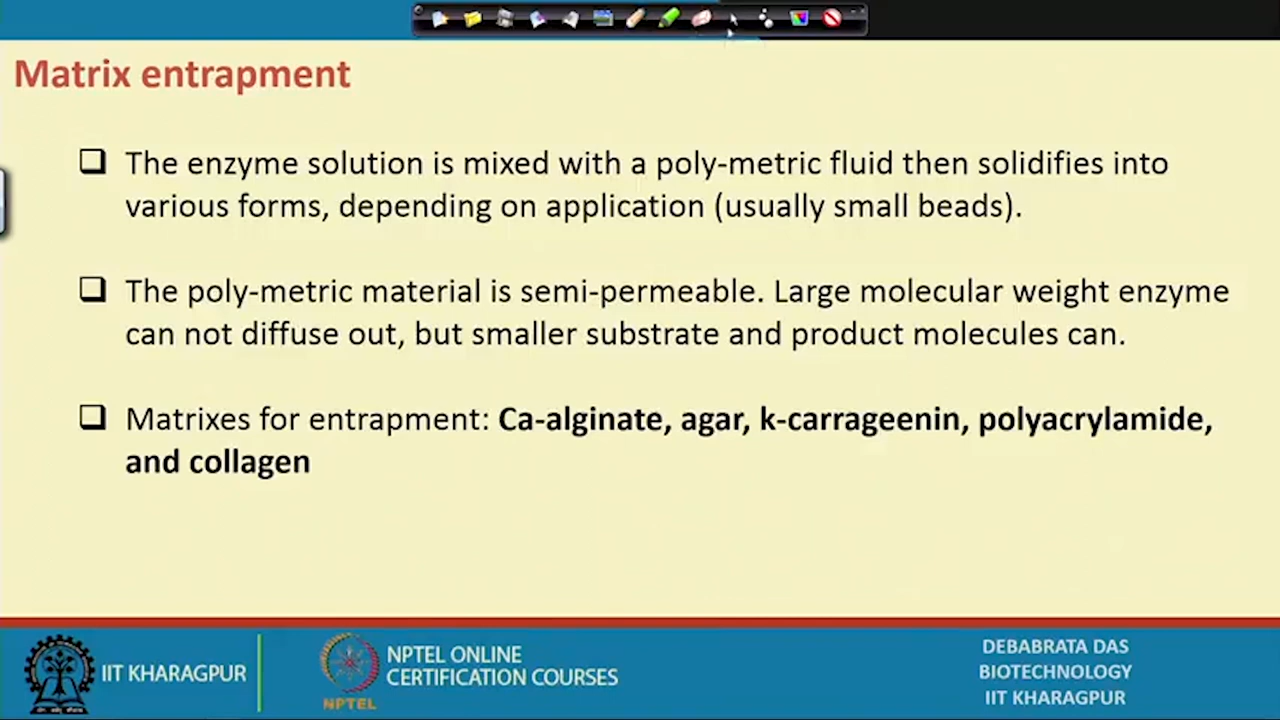 Matrix entrapment
❑ The enzyme solution is mixed with a poly-metric fluid then solidifies into
various forms, depending on application (usually small beads).
❑ The poly-metric material is semi-permeable. Large molecular weight enzyme
can not diffuse out, but smaller substrate and product molecules can.
❑ Matrixes for entrapment: Ca-alginate, agar, k-carrageenin, polyacrylamide,
and collagen
IIT KHARAGPUR
NPTEL
NPTEL ONLINE
CERTIFICATION COURSES
DEBABRATA DAS
BIOTECHNOLOGY
IIT KHARAGPUR